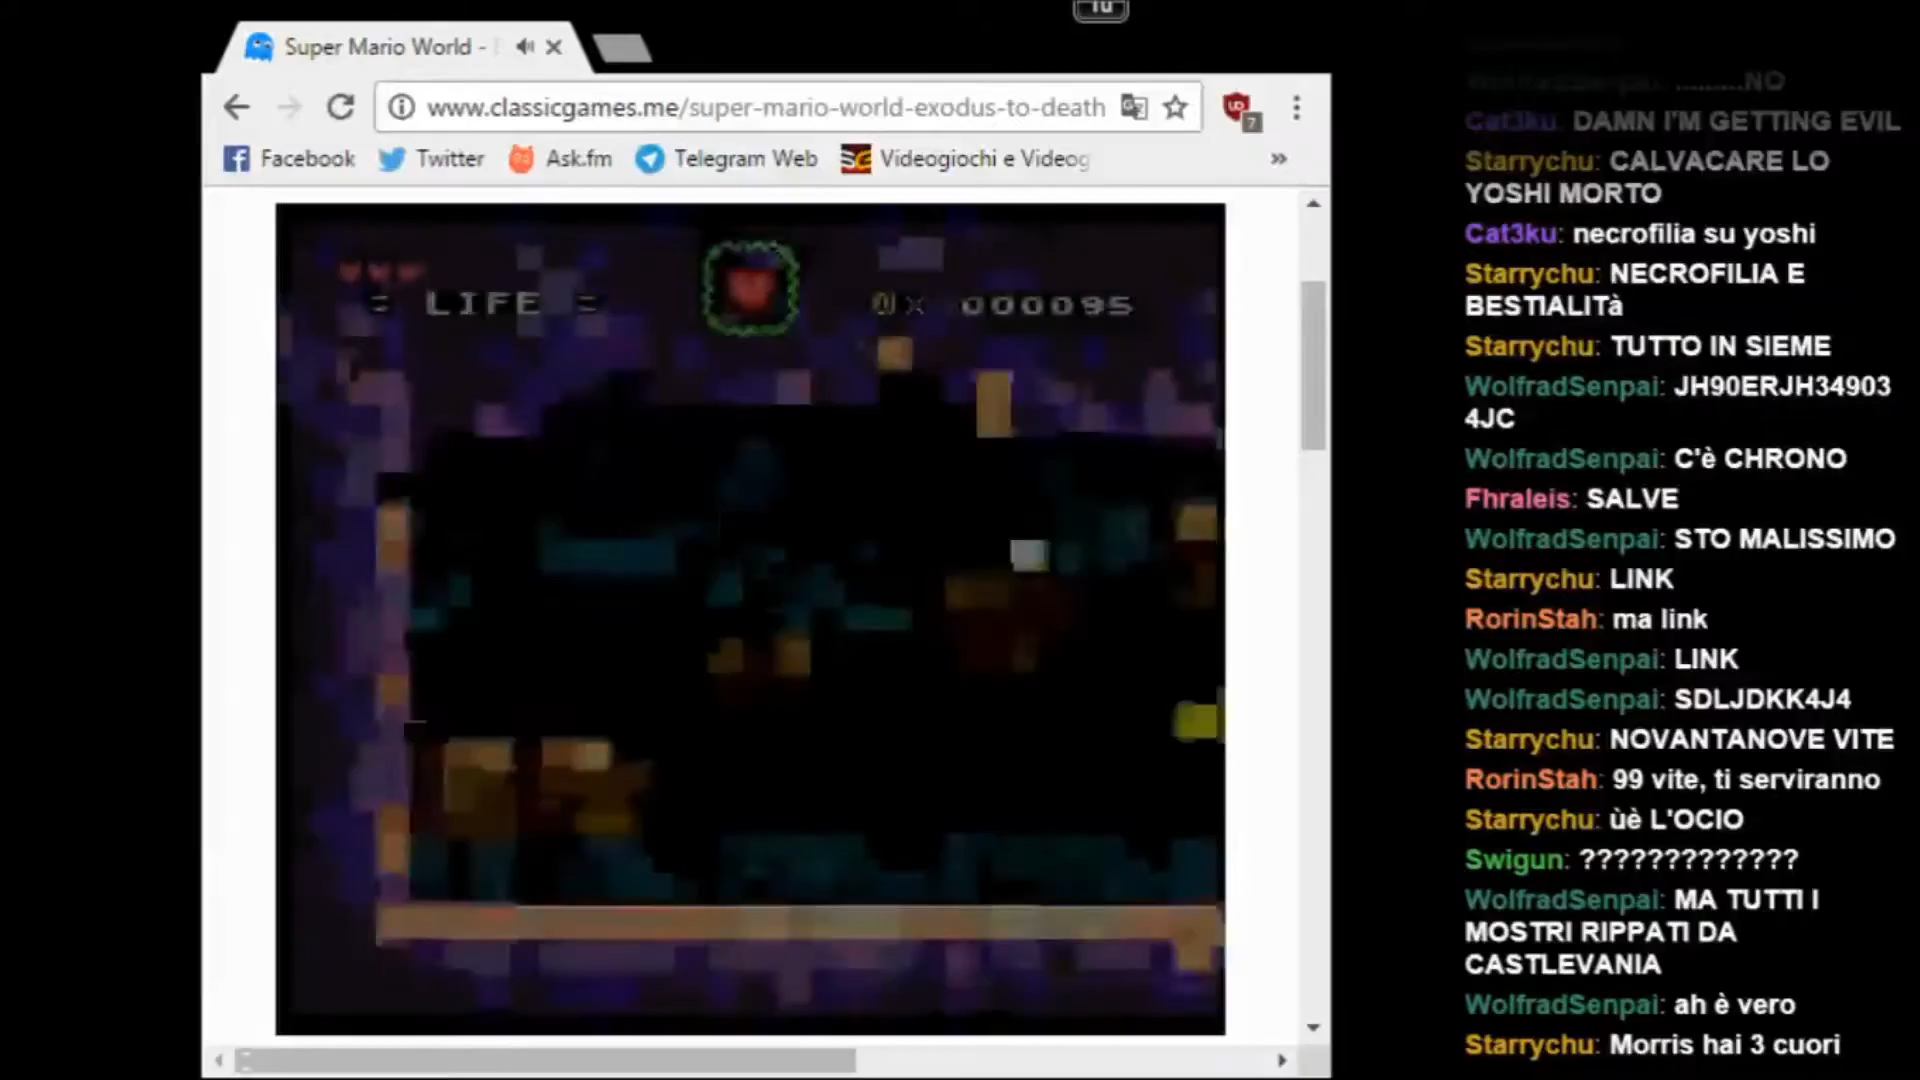 Super Mario World -
www.classicgames.me/super-mario-world-exodus-to-death
7
Facebook
Twitter
Ask.fm
Telegram Web
Videogiochi e Videog
= LIFE =
X 000095
WolfradSenpai: ..........NO
Cat3ku: DAMN I'M GETTING EVIL
Starrychu: CALVACARE LO
YOSHI MORTO
Cat3ku: necrofilia su yoshi
Starrychu: NECROFILIA E
BESTIALITà
Starrychu: TUTTO IN SIEME
WolfradSenpai: JH90ERJH34903
4JC
WolfradSenpai: C'è CHRONO
Fhraleis: SALVE
WolfradSenpai: STO MALISSIMO
Starrychu: LINK
RorinStah: ma link
WolfradSenpai: LINK
WolfradSenpai: SDLJDKK4J4
Starrychu: NOVANTANOVE VITE
RorinStah: 99 vite, ti serviranno
Starrychu: ùè L'OCIO
Swigun: ?????????????
WolfradSenpai: MA TUTTI I
MOSTRI RIPPATI DA
CASTLEVANIA
WolfradSenpai: ah è vero
Starrychu: Morris hai 3 cuori